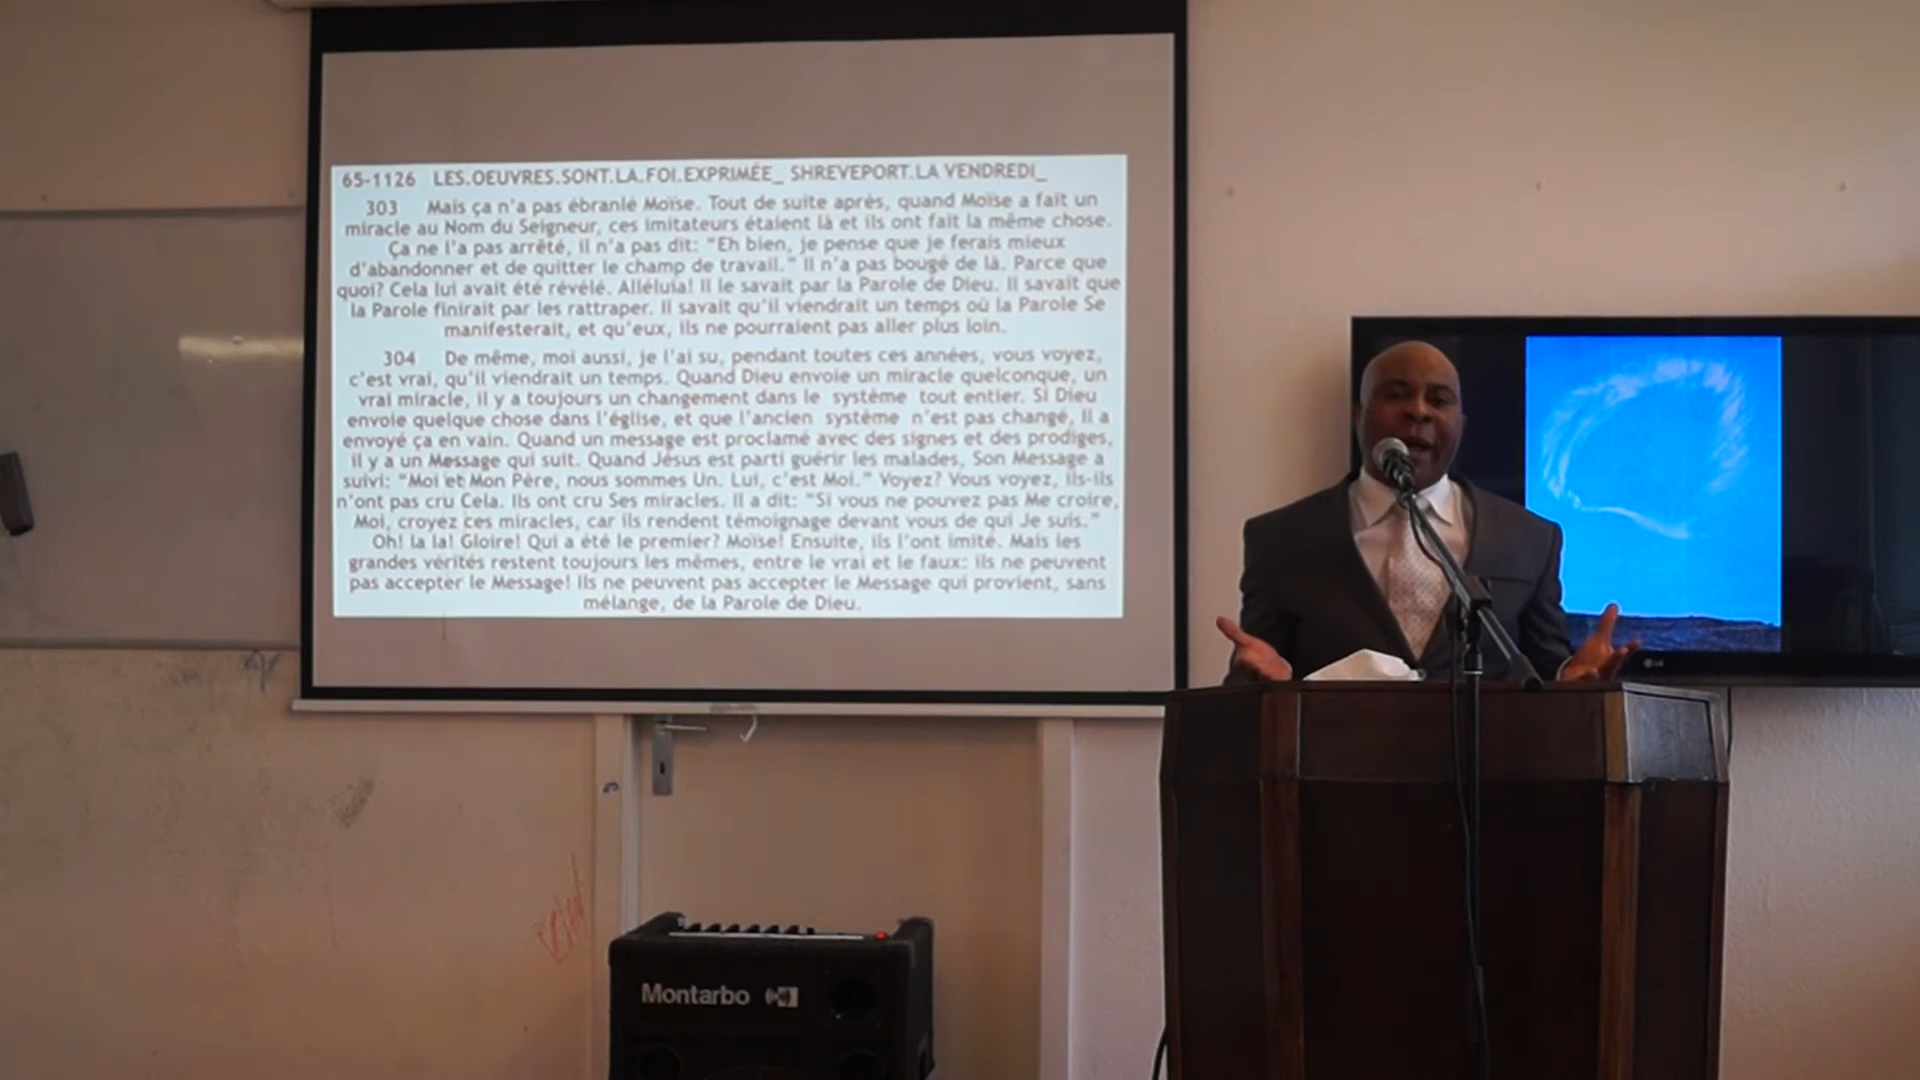 65-1126 LES.OEUVRES.SONT.LA.FOI.EXPRIMÉE_ SHREVEPORT.LA VENDREDI_
303 Mais ça n'a pas ébranlé Moïse. Tout de suite après, quand Moïse a fait un
miracle au Nom du Seigneur, ces imitateurs étaient là et ils ont fait la même chose.
Ça ne l'a pas arrêté, il n'a pas dit: "Eh bien, je pense que je ferais mieux
d'abandonner et de quitter le champ de travail." Il n'a pas bougé de là. Parce que
quoi? Cela lui avait été révélé. Alléluia! Il le savait par la Parole de Dieu. Il savait que
la Parole finirait par les rattraper. Il savait qu'il viendrait un temps où la Parole Se
manifesterait, et qu'eux, ils ne pourraient pas aller plus loin.
304 De même, moi aussi, je l'ai su, pendant toutes ces années, vous voyez,
c'est vrai, qu'il viendrait un temps. Quand Dieu envoie un miracle quelconque, un
vrai miracle, il y a toujours un changement dans le système tout entier. Si Dieu
envoie quelque chose dans l'église, et que l'ancien système n'est pas changé, Il a
envoyé ça en vain. Quand un message est proclamé avec des signes et des prodiges,
il y a un Message qui suit. Quand Jésus est parti guérir les malades, Son Message a
suivi: "Moi et Mon Père, nous sommes Un. Lui, c'est Moi." Voyez? Vous voyez, ils-ils
n'ont pas cru Cela. Ils ont cru Ses miracles. Il a dit: "Si vous ne pouvez pas Me croire,
Moi, croyez ces miracles, car ils rendent témoignage devant vous de qui Je suis."
Oh! la la! Gloire! Qui a été le premier? Moïse! Ensuite, ils l'ont imité. Mais les
grandes vérités restent toujours les mêmes, entre le vrai et le faux: ils ne peuvent
pas accepter le Message! Ils ne peuvent pas accepter le Message qui provient, sans
mélange, de la Parole de Dieu.
LG
Montarbo